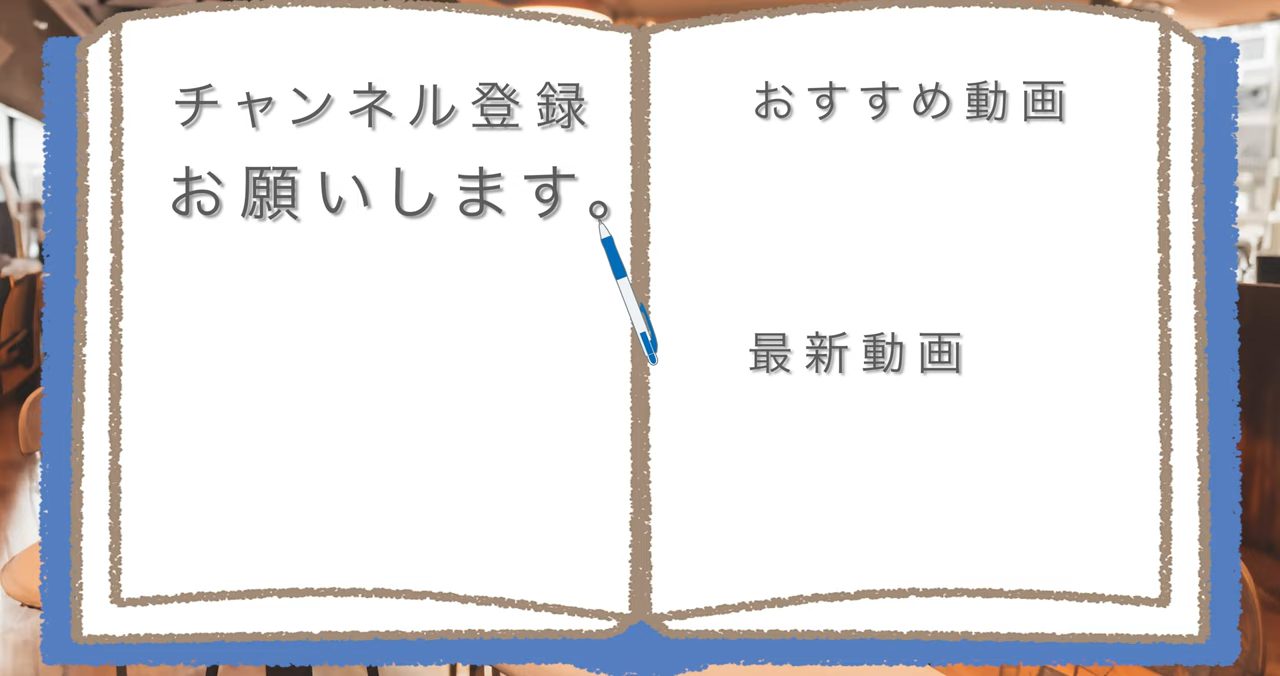 チャンネル登録
お願いします。
おすすめ動画
最新動画